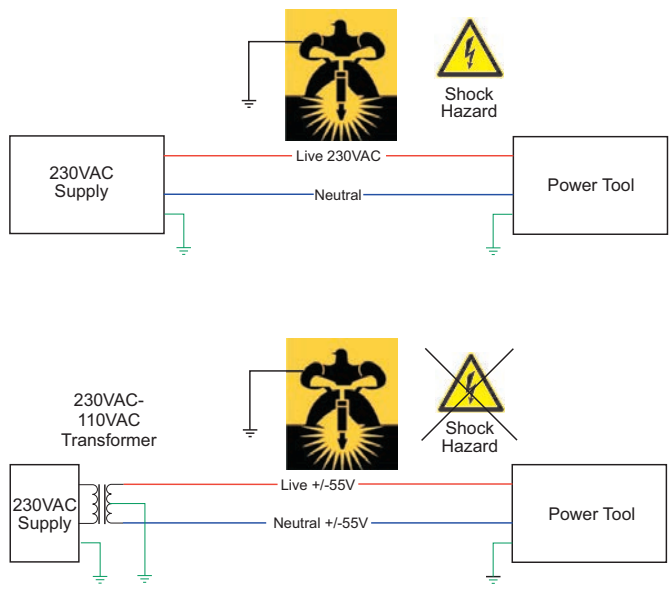 Shock
Hazard
Live 230VAC
230VAC
Supply
Neutral
Power Tool
230VAC-
110VAC
Transformer
Shock
Hazard
Live +/-55V
230VAC
Supply
Neutral +/-55V
Power Tool